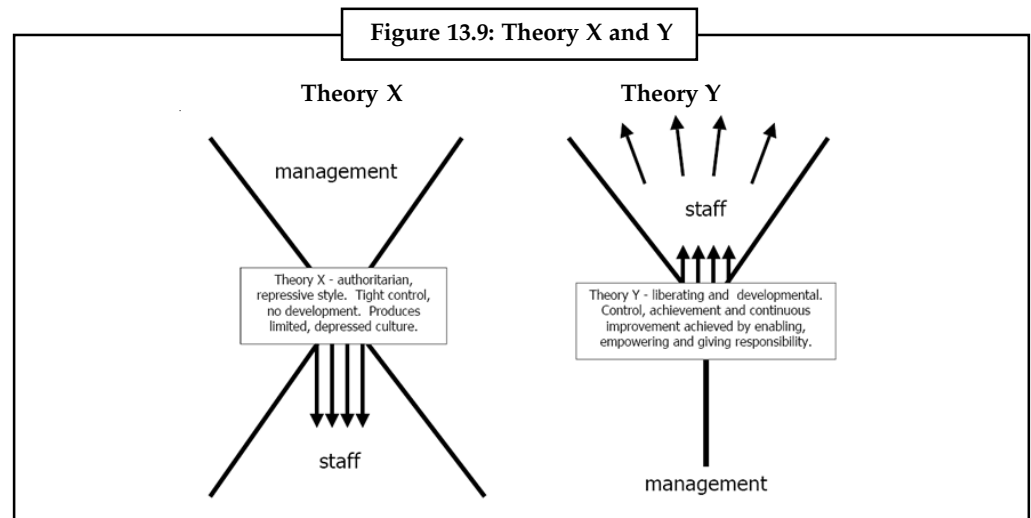 Figure 13.9: Theory X and Y
Theory X
management
Theory X - authoritarian,
repressive style. Tight control,
no development. Produces
limited, depressed culture.
staff
Theory Y
staff
Theory Y - liberating and developmental.
Control, achievement and continuous
improvement achieved by enabling,
empowering and giving responsibility.
management